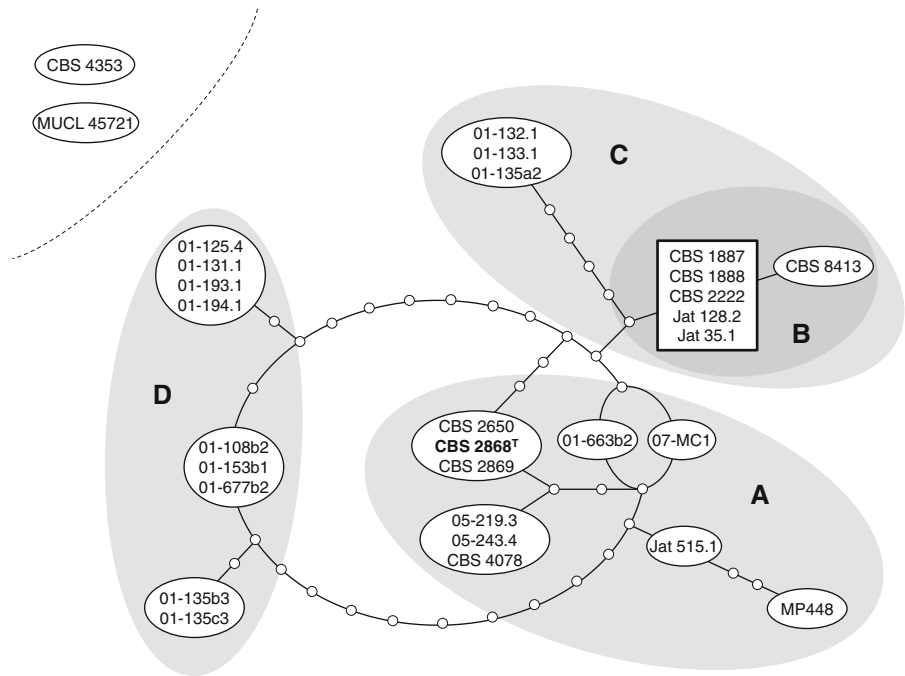 CBS 4353
MUCL 45721
01-132.1
01-133.1
01-135a2
C
CBS 1887
CBS 1888
CBS 2222
Jat 128.2
Jat 35.1
CBS 8413
B
01-125.4
01-131.1
01-193.1
01-194.1
D
01-108b2
01-153b1
01-677b2
01-135b3
01-135c3
CBS 2650
CBS 2868ᵀ
CBS 2869
01-663b2
07-MC1
A
05-219.3
05-243.4
CBS 4078
Jat 515.1
MP448